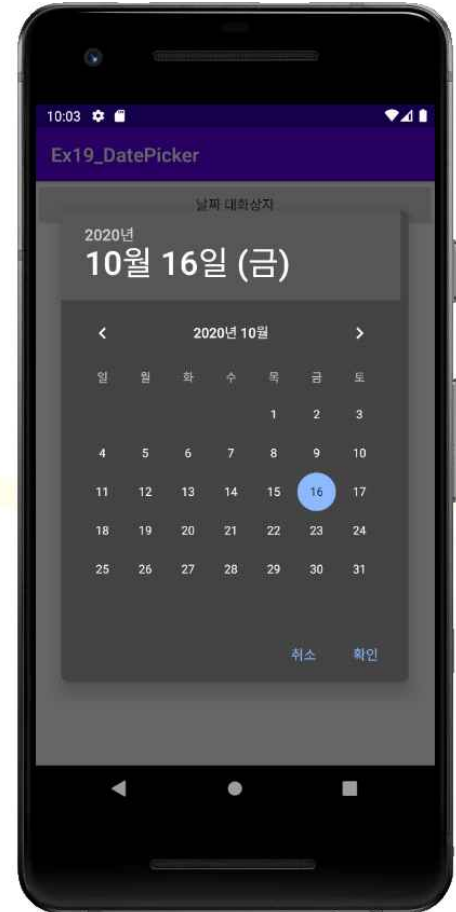 10:03
Ex19_DatePicker
날짜 대화상자
2020년
10월 16일 (금)
2020년 10월
일 월 화 수 목 금 토
1 2 3
4 5 6 7 8 9 10
11 12 13 14 15 16 17
18 19 20 21 22 23 24
25 26 27 28 29 30 31
취소 확인